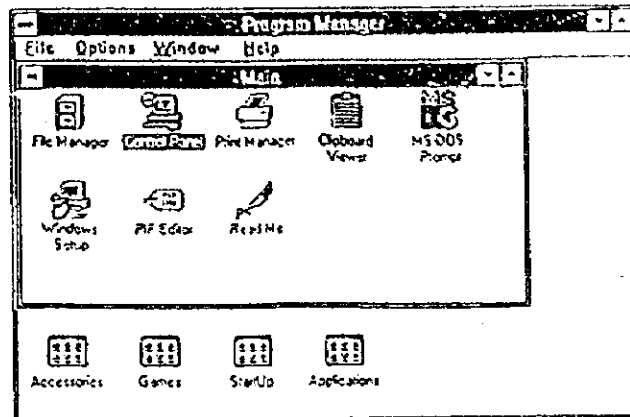 Program Manager
File Options Window Help
Main
File Manager Control Panel Print Manager Clipboard Viewer MS-DOS Prompt
Windows Setup PIF Editor Read Me
Accessories Games StartUp Applications